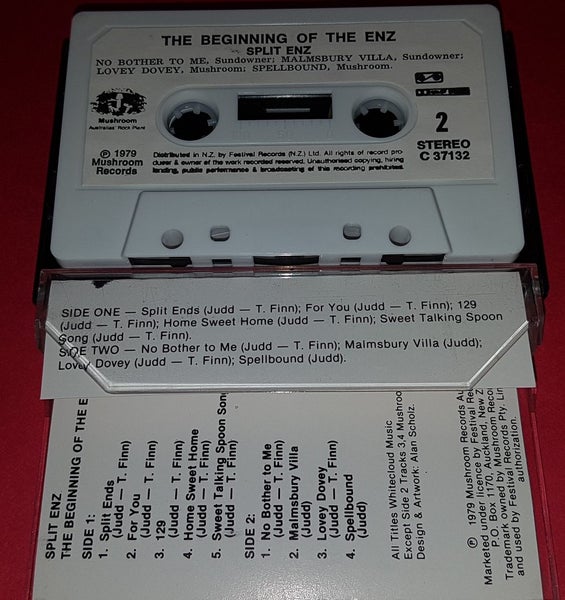 THE BEGINNING OF THE ENZ
SPLIT ENZ
NO BOTHER TO ME, Sundowner; MALMSBURY VILLA, Sundowner;
LOVEY DOVEY, Mushroom; SPELLBOUND, Mushroom.
Mushroom
Australias' Rock Plant
℗ 1979
Mushroom
Records
2
STEREO
C 37132
Distributed in N.Z. by Festival Records (N.Z.) Ltd. All rights of record pro-
ducer & owner of the work recorded reserved. Unauthorised copying, hiring
lending, public performance & broadcasting of this recording prohibited.
SIDE ONE — Split Ends (Judd — T. Finn); For You (Judd — T. Finn); 129
(Judd — T. Finn); Home Sweet Home (Judd — T. Finn); Sweet Talking Spoon
Song (Judd — T. Finn).
SIDE TWO — No Bother to Me (Judd — T. Finn); Malmsbury Villa (Judd);
Lovey Dovey (Judd — T. Finn); Spellbound (Judd).
SPLIT ENZ
THE BEGINNING OF THE E
SIDE 1:
1. Split Ends
(Judd — T. Finn)
2. For You
(Judd — T. Finn)
3. 129
(Judd — T. Finn)
4. Home Sweet Home
(Judd — T. Finn)
5. Sweet Talking Spoon Song
(Judd — T. Finn)
SIDE 2:
1. No Bother to Me
(Judd — T. Finn)
2. Malmsbury Villa
(Judd)
3. Lovey Dovey
(Judd — T. Finn)
4. Spellbound
(Judd)
All Titles Whitecloud Music
Except Side 2 Tracks 3,4 Mushroo
Design & Artwork: Alan Scholz.
℗ 1979 Mushroom Records Au
Marketed under licence by Festival Re
P.O. Box 1170, Auckland, New Z
Trademark owned by Mushroom Recor
and used by Festival Records Pty. Lin
authorization.